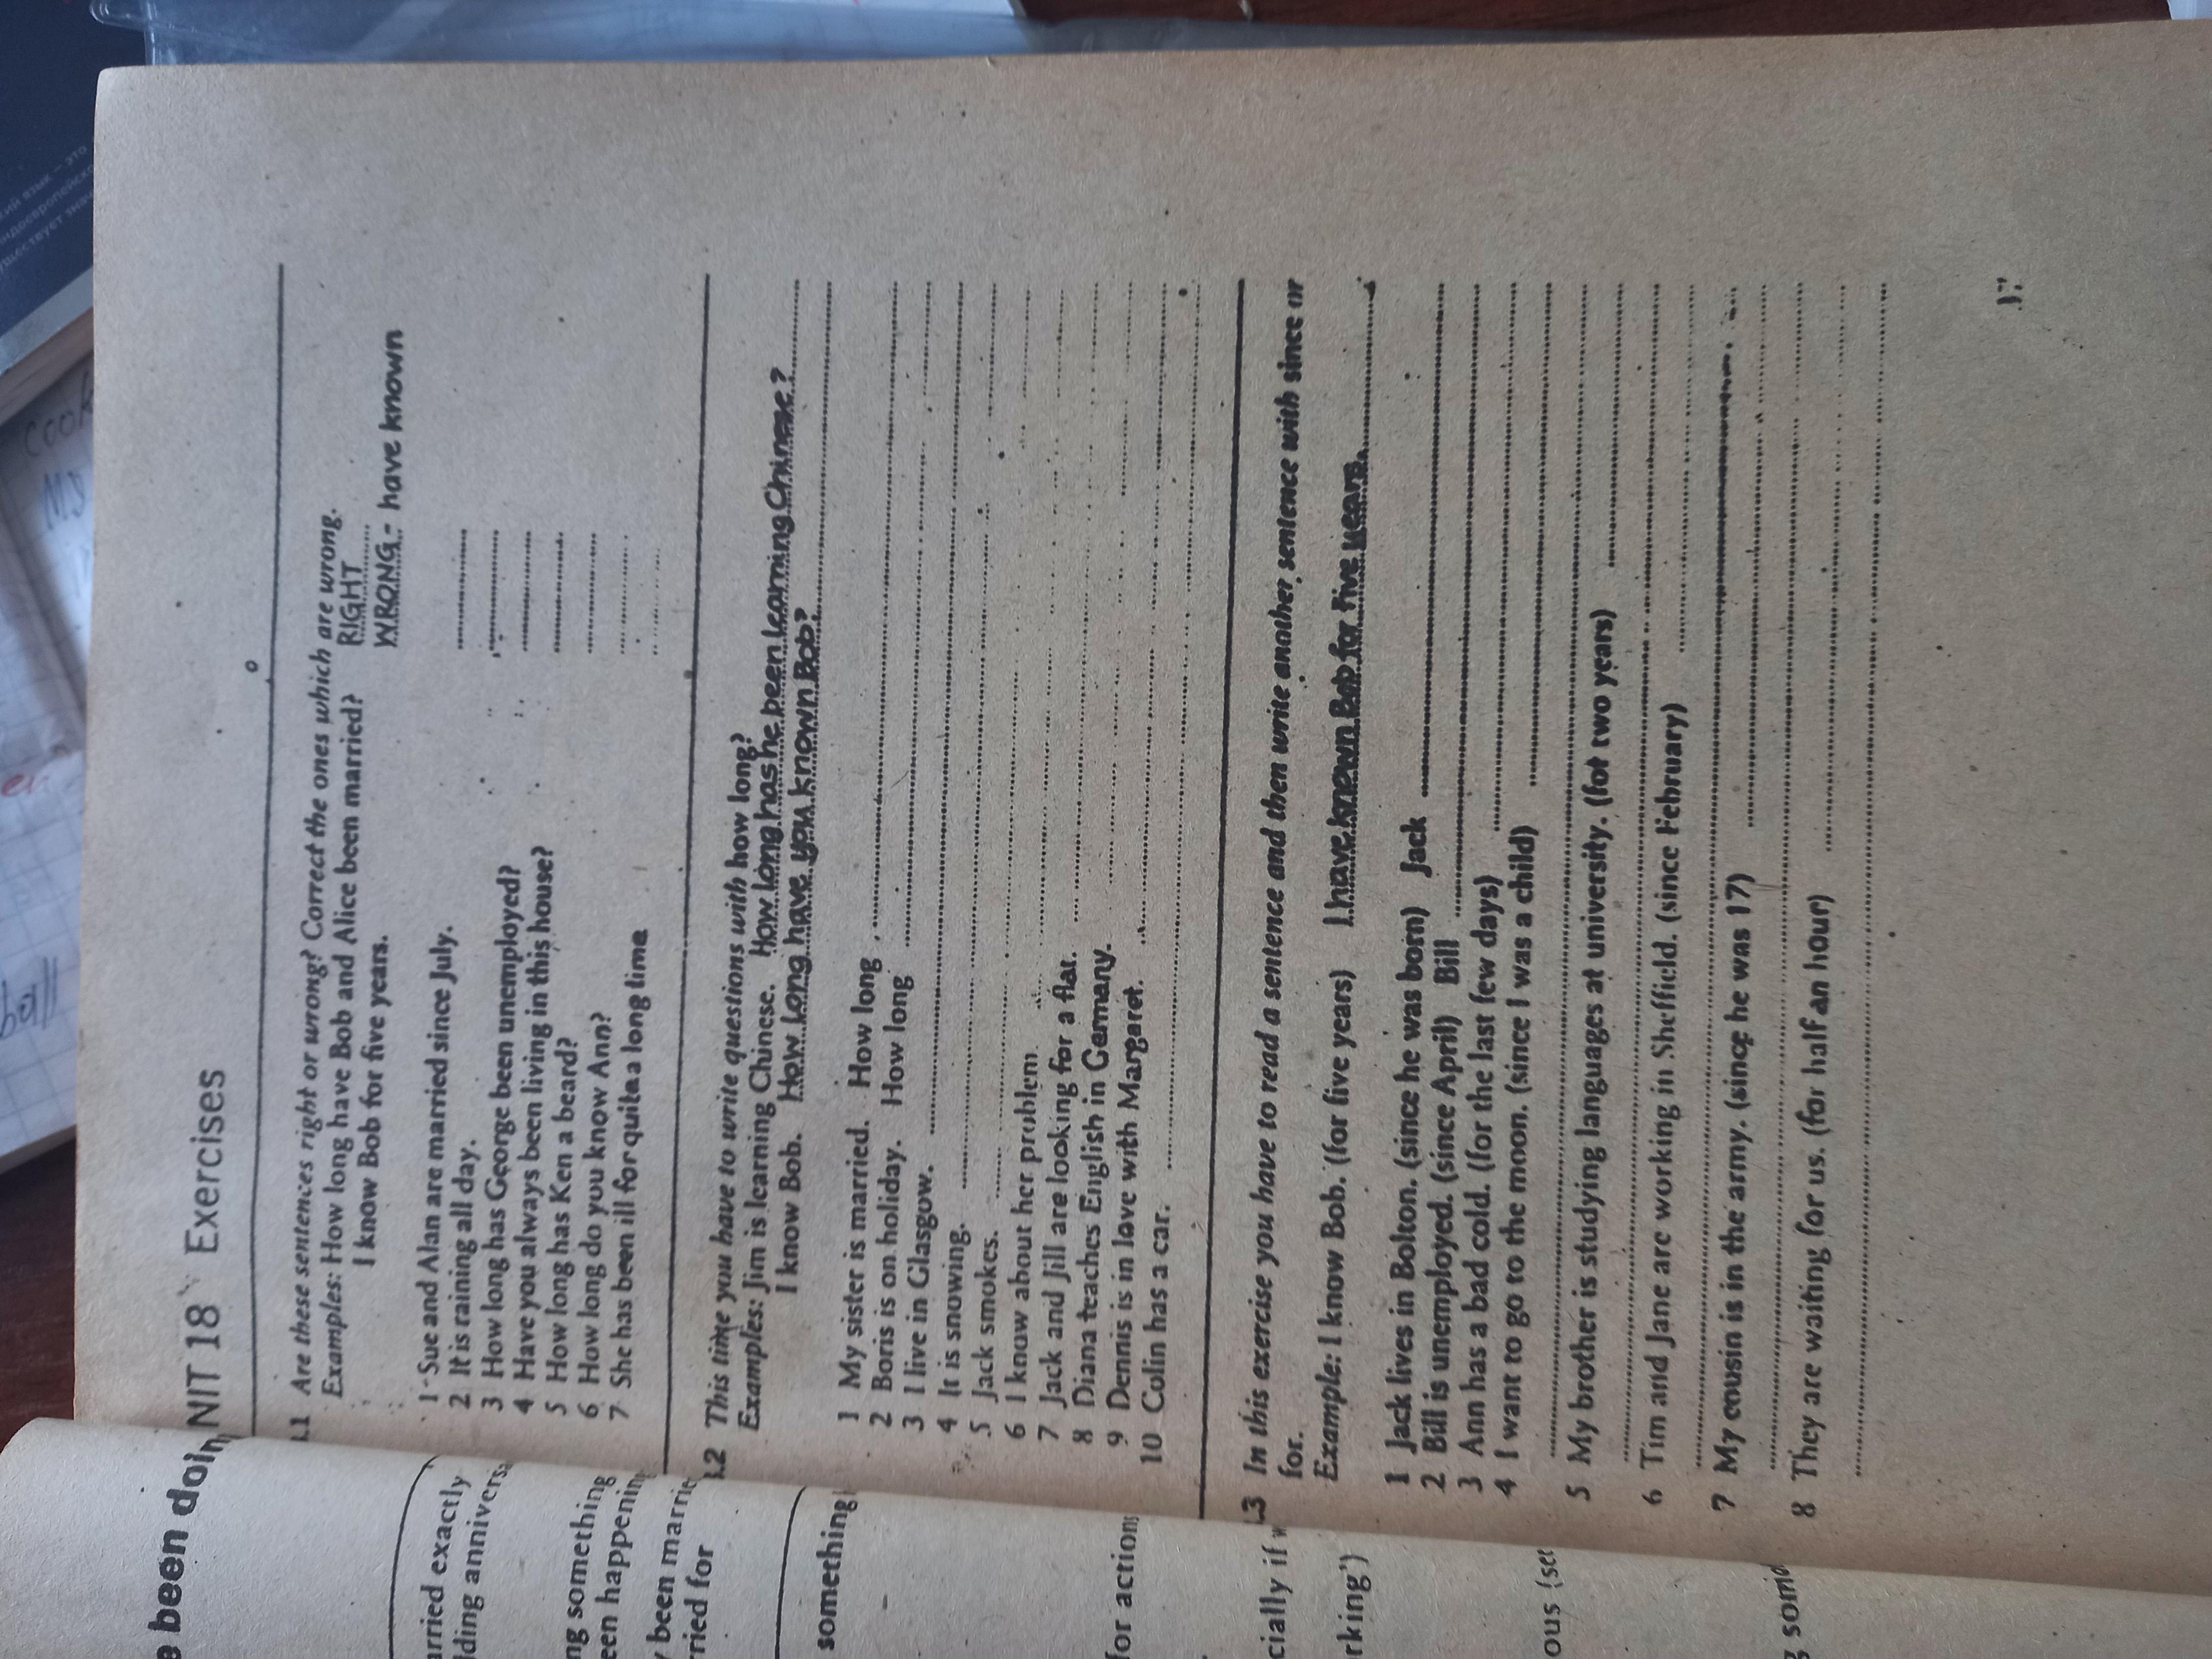 NIT 18 Exercises
.1 Are these sentences right or wrong? Correct the ones which are wrong.
Examples: How long have Bob and Alice been married? RIGHT
I know Bob for five years. WRONG - have known
1 Sue and Alan are married since July.
2 It is raining all day.
3 How long has George been unemployed?
4 Have you always been living in this house?
5 How long has Ken a beard?
6 How long do you know Ann?
7 She has been ill for quite a long time
.2 This time you have to write questions with how long?
Examples: Jim is learning Chinese. How long has he been learning Chinese?
I know Bob. How long have you known Bob?
1 My sister is married. How long
2 Boris is on holiday. How long
3 I live in Glasgow.
4 It is snowing.
5 Jack smokes.
6 I know about her problem.
7 Jack and Jill are looking for a flat.
8 Diana teaches English in Germany.
9 Dennis is in love with Margaret.
10 Colin has a car.
.3 In this exercise you have to read a sentence and then write another sentence with since or
for.
Example: I know Bob. (for five years) I have known Bob for five years.
1 Jack lives in Bolton. (since he was born) Jack
2 Bill is unemployed. (since April) Bill
3 Ann has a bad cold. (for the last few days)
4 I want to go to the moon. (since I was a child)
5 My brother is studying languages at university. (fot two years)
6 Tim and Jane are working in Sheffield. (since February)
7 My cousin is in the army. (since he was 17)
8 They are waiting for us. (for half an hour)
e been doin
arried exactly
dding anniversa
ng something
een happening
y been marrie
ried for
something
for action
cially if w
rking')
ous (see
g some